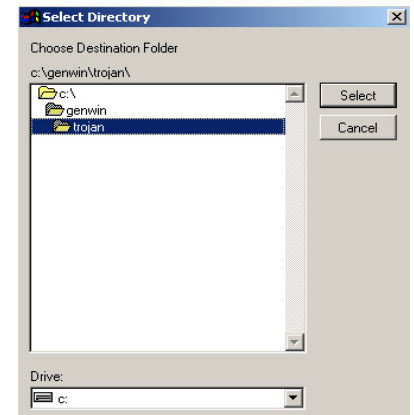 Select Directory
Choose Destination Folder
c:\genwin\trojan\
c:\
genwin
trojan
Select
Cancel
Drive:
c: